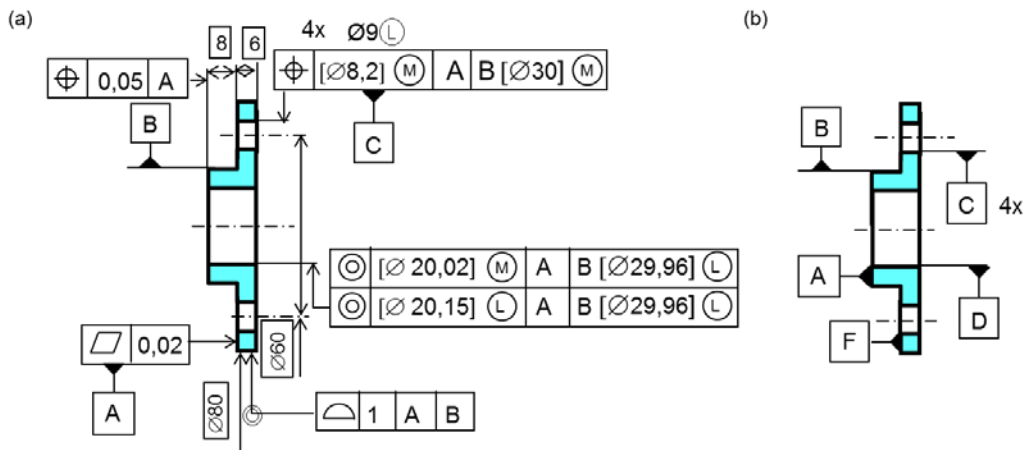 (a)
(b)
8
6
4x Ø9 Ⓛ
⌖ 0,05 A
⌖ [Ø8,2] Ⓜ A B [Ø30] Ⓜ
B
C
B
C 4x
◎ [Ø 20,02] Ⓜ A B [Ø29,96] Ⓛ
◎ [Ø 20,15] Ⓛ A B [Ø29,96] Ⓛ
A
D
F
⏥ 0,02
Ø60
A
Ø80
⌓ 1 A B